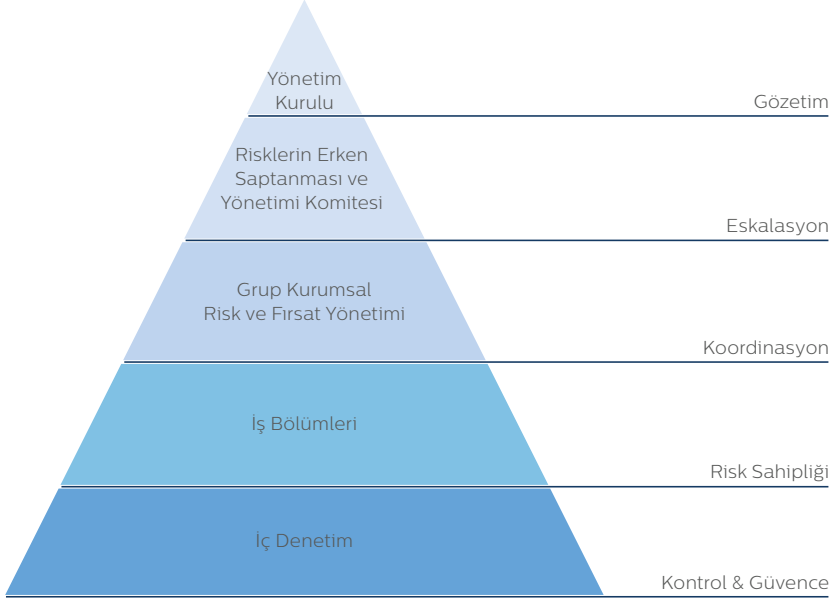 Yönetim
Kurulu
Gözetim
Risklerin Erken
Saptanması ve
Yönetimi Komitesi
Eskalasyon
Grup Kurumsal
Risk ve Fırsat Yönetimi
Koordinasyon
İş Bölümleri
Risk Sahipliği
İç Denetim
Kontrol & Güvence